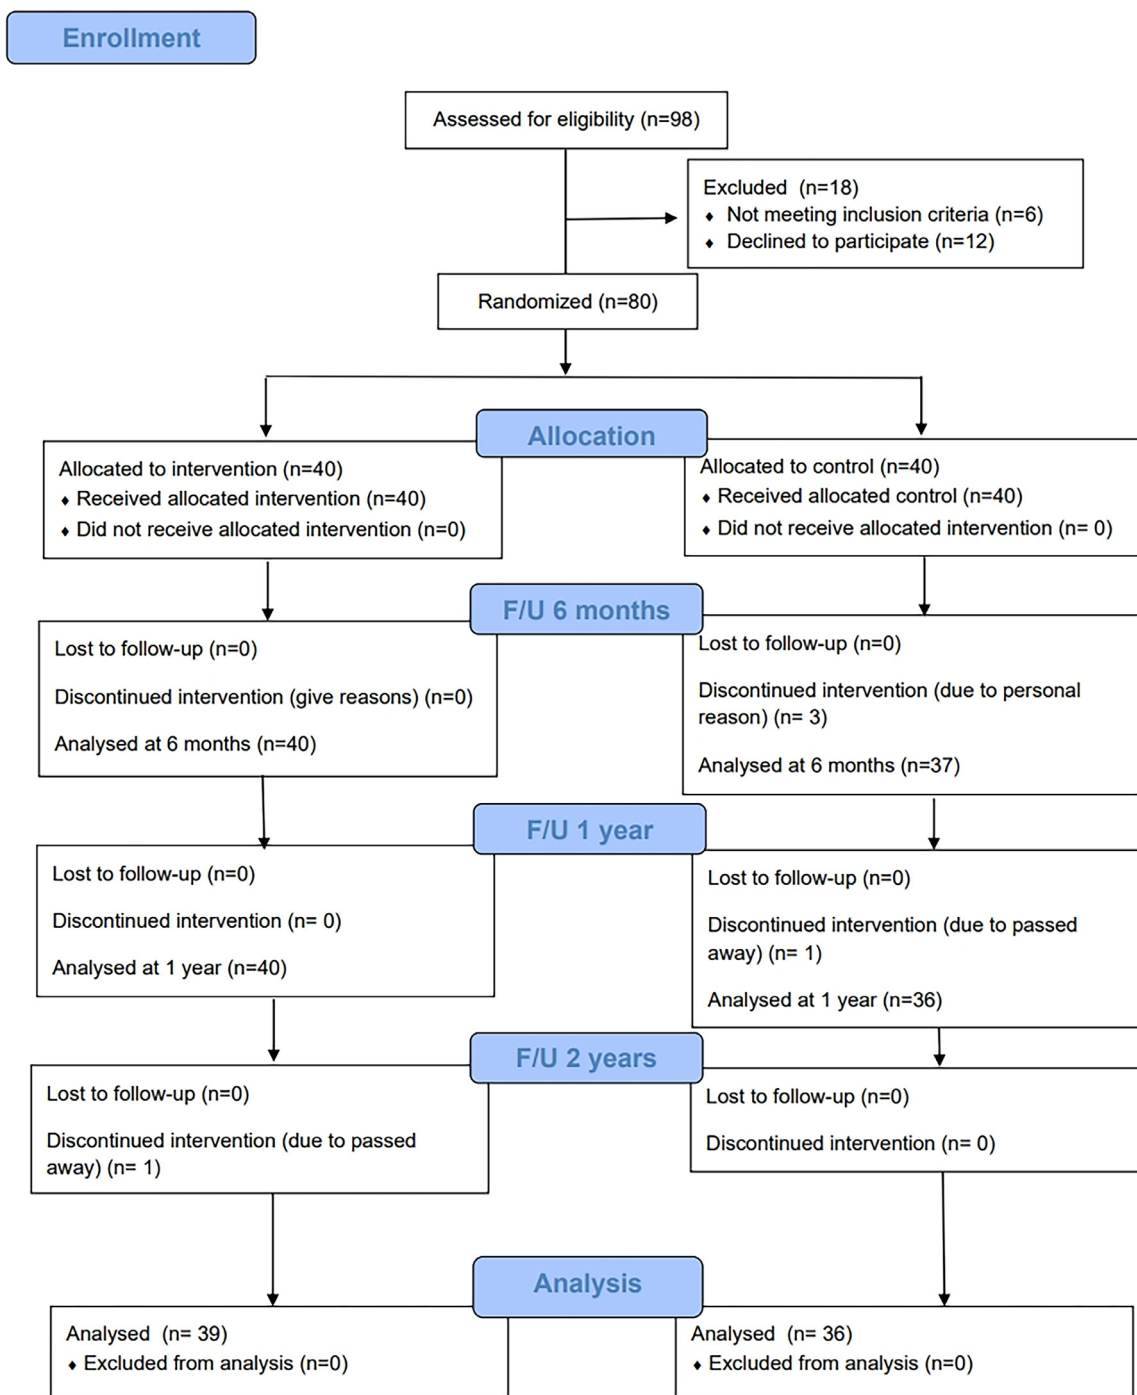 Enrollment
Assessed for eligibility (n=98)
Excluded  (n=18)
♦ Not meeting inclusion criteria (n=6)
♦ Declined to participate (n=12)
Randomized (n=80)
Allocation
Allocated to intervention (n=40)
♦ Received allocated intervention (n=40)
♦ Did not receive allocated intervention (n=0)
Allocated to control (n=40)
♦ Received allocated control (n=40)
♦ Did not receive allocated intervention (n= 0)
F/U 6 months
Lost to follow-up (n=0)
Discontinued intervention (give reasons) (n=0)
Analysed at 6 months (n=40)
Lost to follow-up (n=0)
Discontinued intervention (due to personal
reason) (n= 3)
Analysed at 6 months (n=37)
F/U 1 year
Lost to follow-up (n=0)
Discontinued intervention (n= 0)
Analysed at 1 year (n=40)
Lost to follow-up (n=0)
Discontinued intervention (due to passed
away) (n= 1)
Analysed at 1 year (n=36)
F/U 2 years
Lost to follow-up (n=0)
Discontinued intervention (due to passed
away) (n= 1)
Lost to follow-up (n=0)
Discontinued intervention (n= 0)
Analysis
Analysed  (n= 39)
♦ Excluded from analysis (n=0)
Analysed  (n= 36)
♦ Excluded from analysis (n=0)